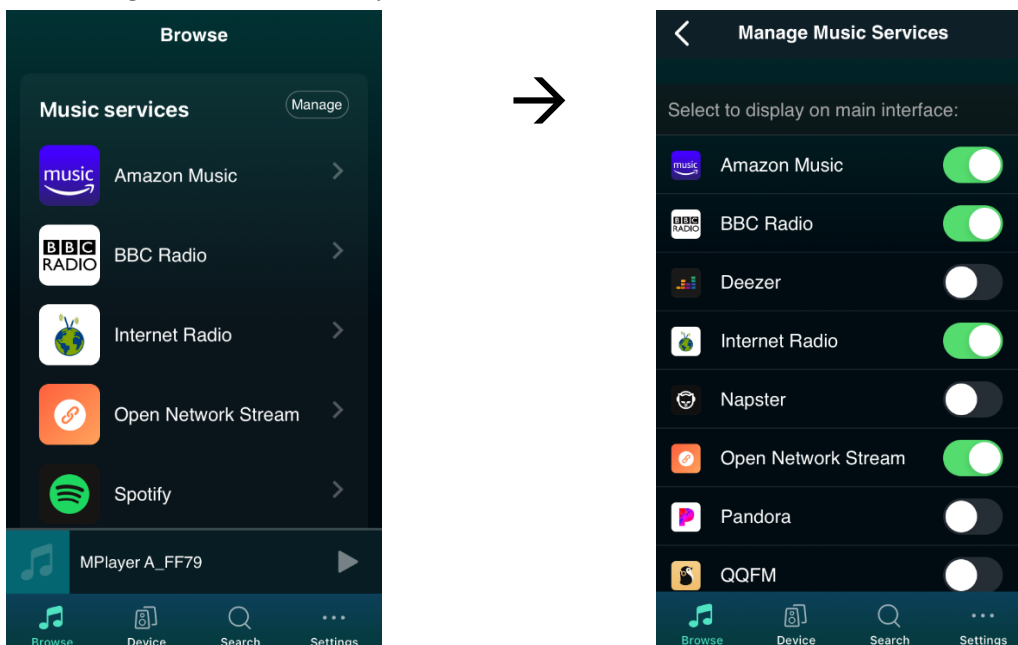 Browse
Music services
Manage
music
Amazon Music
BBC
RADIO
BBC Radio
Internet Radio
Open Network Stream
Spotify
MPlayer A_FF79
Browse
Device
Search
Settings
→
Manage Music Services
Select to display on main interface:
music
Amazon Music
BBC
RADIO
BBC Radio
Deezer
Internet Radio
Napster
Open Network Stream
Pandora
QQFM
Browse
Device
Search
Settings